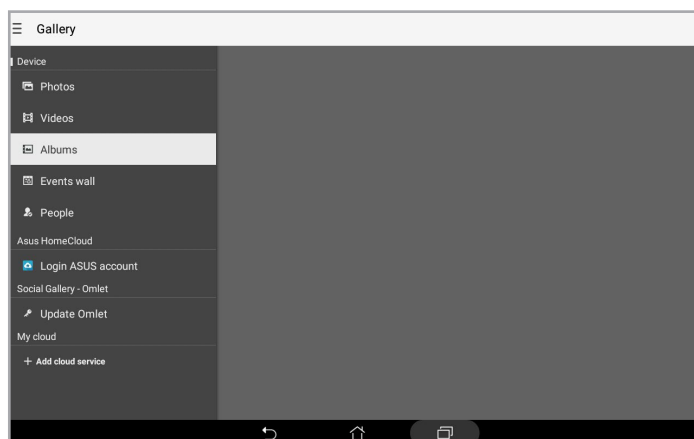 Gallery
Device
Photos
Videos
Albums
Events wall
People
Asus HomeCloud
Login ASUS account
Social Gallery - Omlet
Update Omlet
My cloud
+ Add cloud service